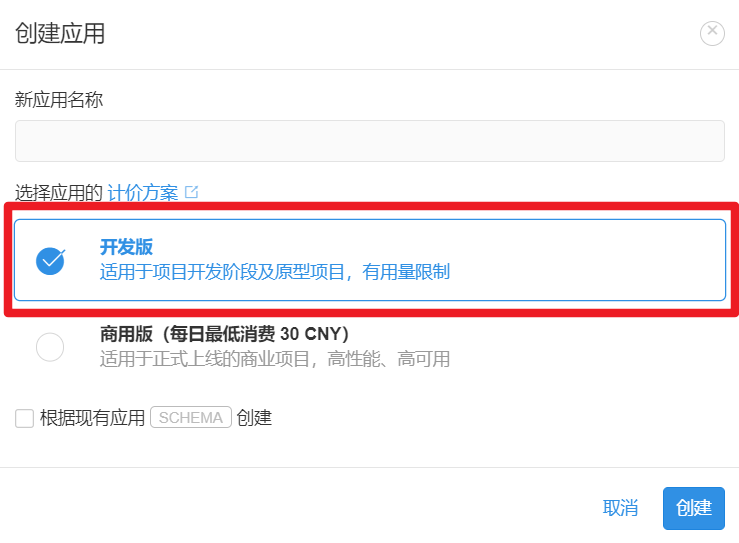 创建应用
新应用名称
选择应用的 计价方案
开发版
适用于项目开发阶段及原型项目，有用量限制
商用版（每日最低消费 30 CNY）
适用于正式上线的商业项目，高性能、高可用
根据现有应用 SCHEMA 创建
取消 创建